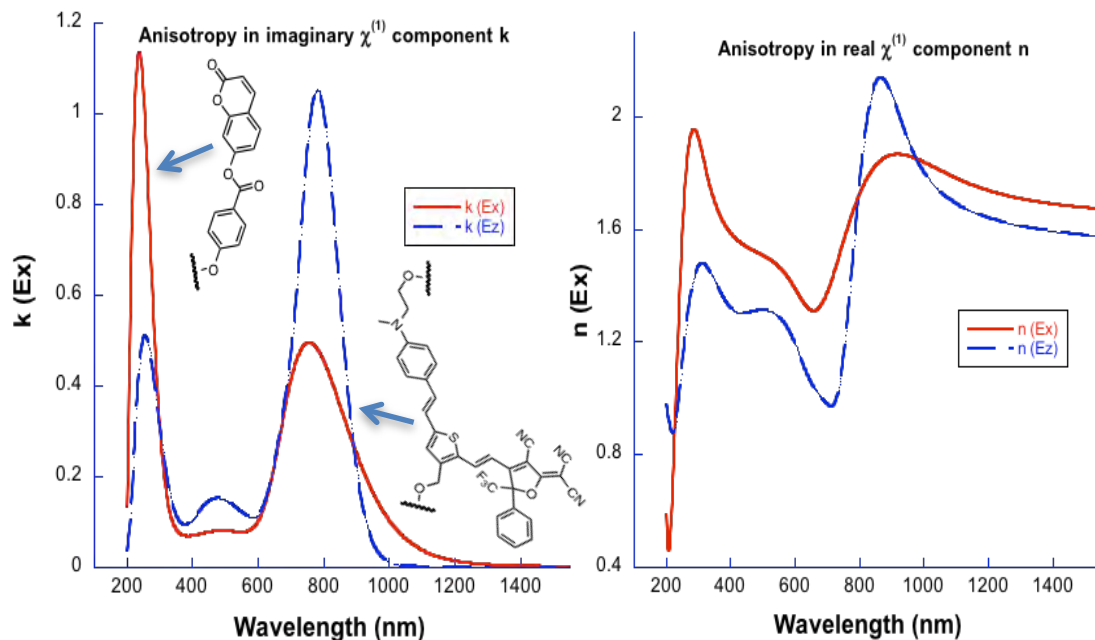 Anisotropy in imaginary χ(1) component k
k (Ex)
1.2
1
0.8
0.6
0.4
0.2
0
200 400 600 800 1000 1200 1400
Wavelength (nm)
k (Ex)
k (Ez)
O
O
O
O
O
O
N
S
O
NC
NC
CN
F3C
O
Anisotropy in real χ(1) component n
n (Ex)
2
1.6
1.2
0.8
0.4
200 400 600 800 1000 1200 1400
Wavelength (nm)
n (Ex)
n (Ez)